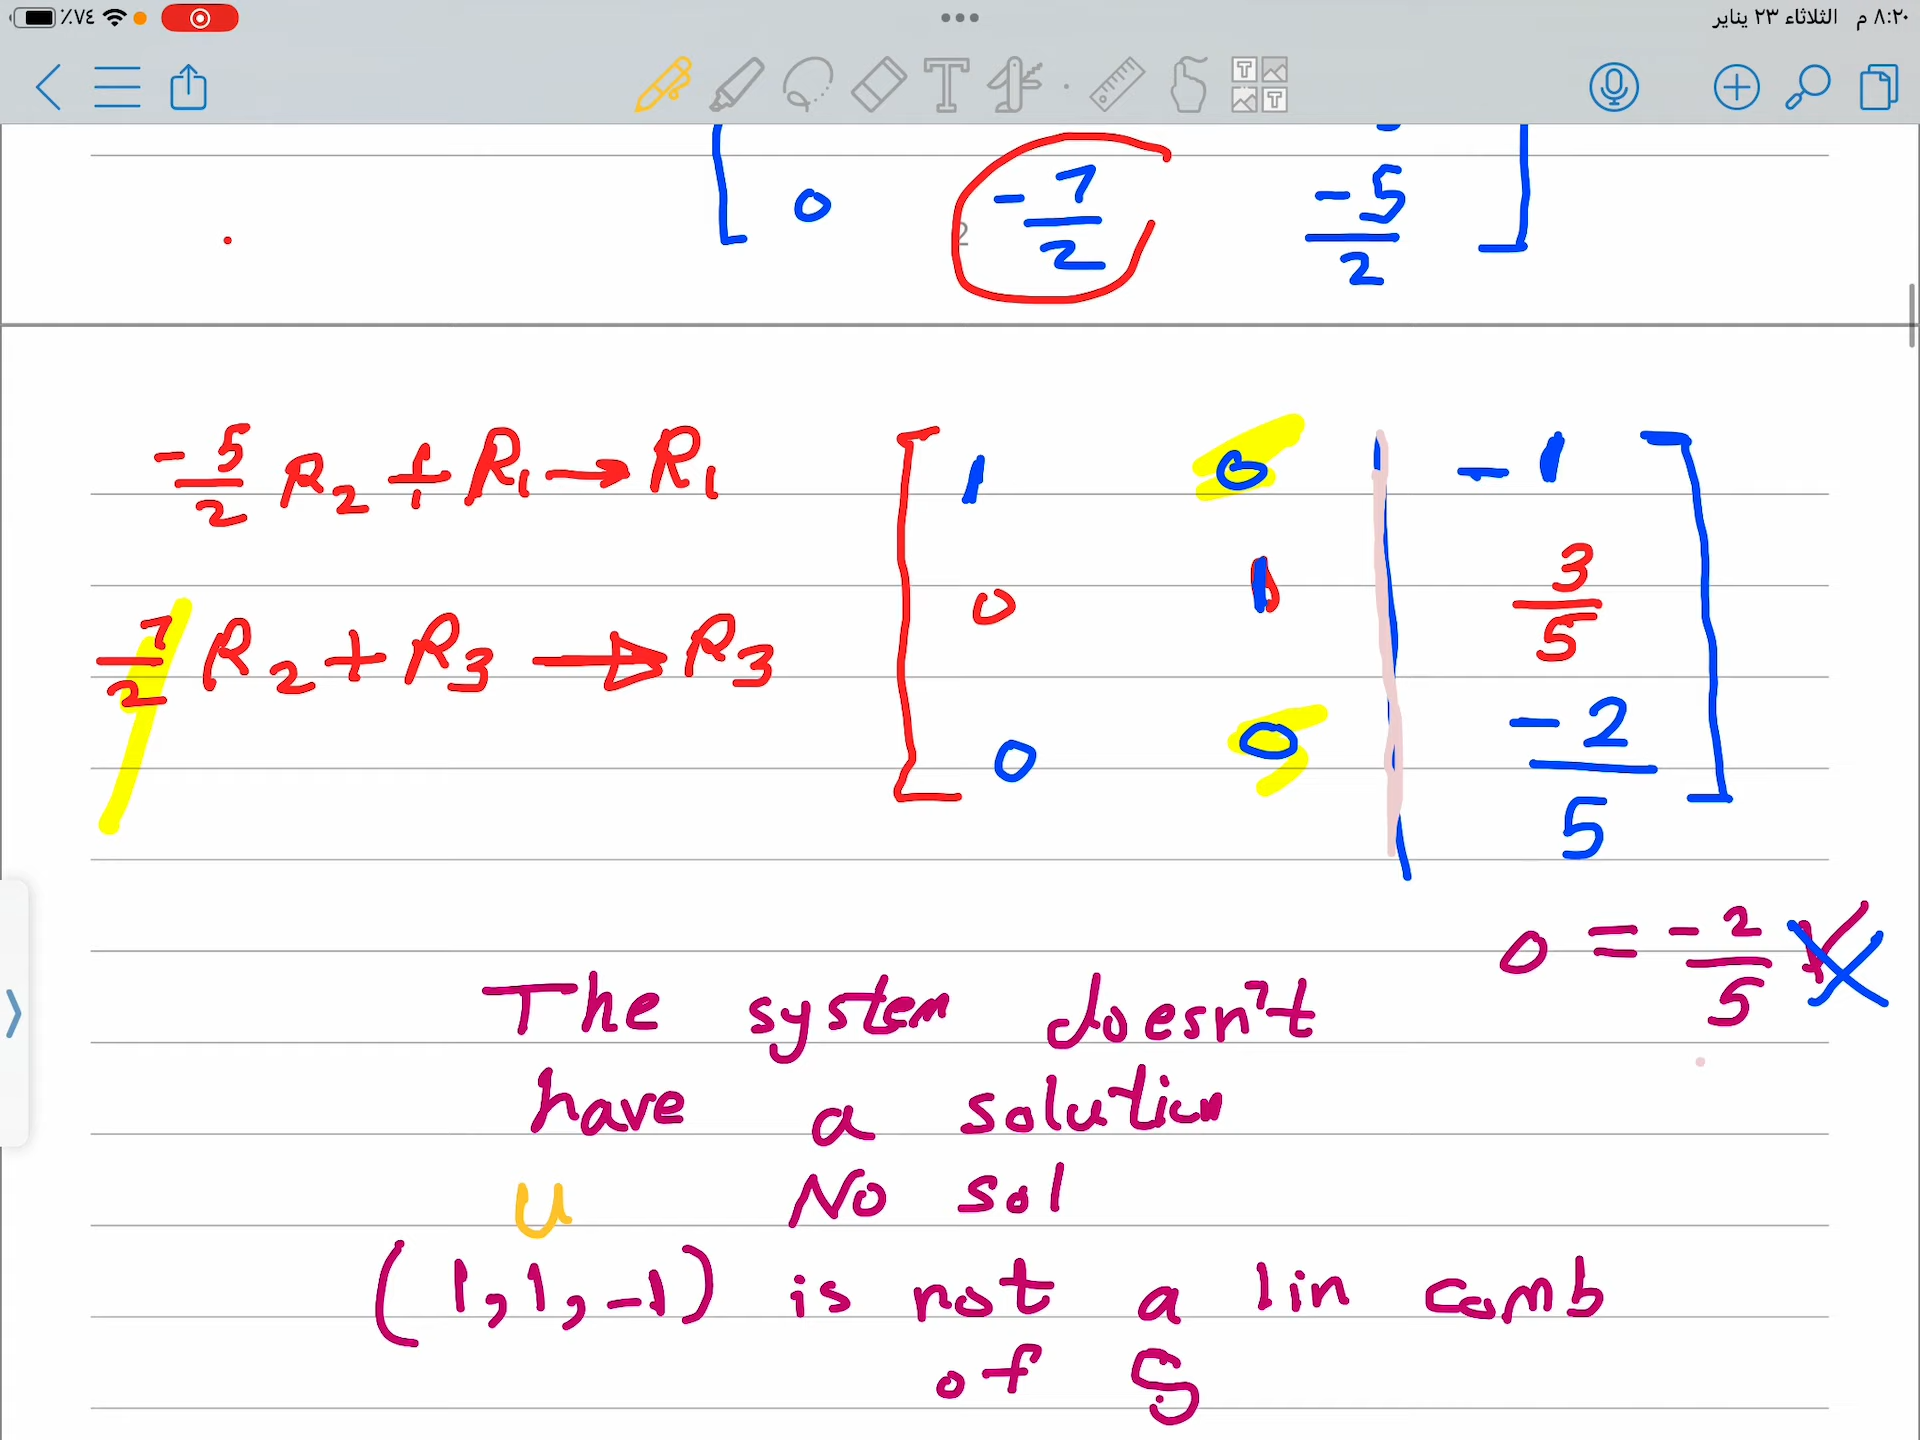 ٪٧٤ الثلاثاء ٢٣ يناير ٨:٢٠ م
0 -7/2 -5/2
2
-5/2 R2 + R1 → R1
1 0 | -1
0 1 | 3/5
7/2 R2 + R3 → R3
0 0 | -2/5
0 = -2/5
The system doesn't
have a solution
u No sol
(1,1,-1) is not a lin comb
of S